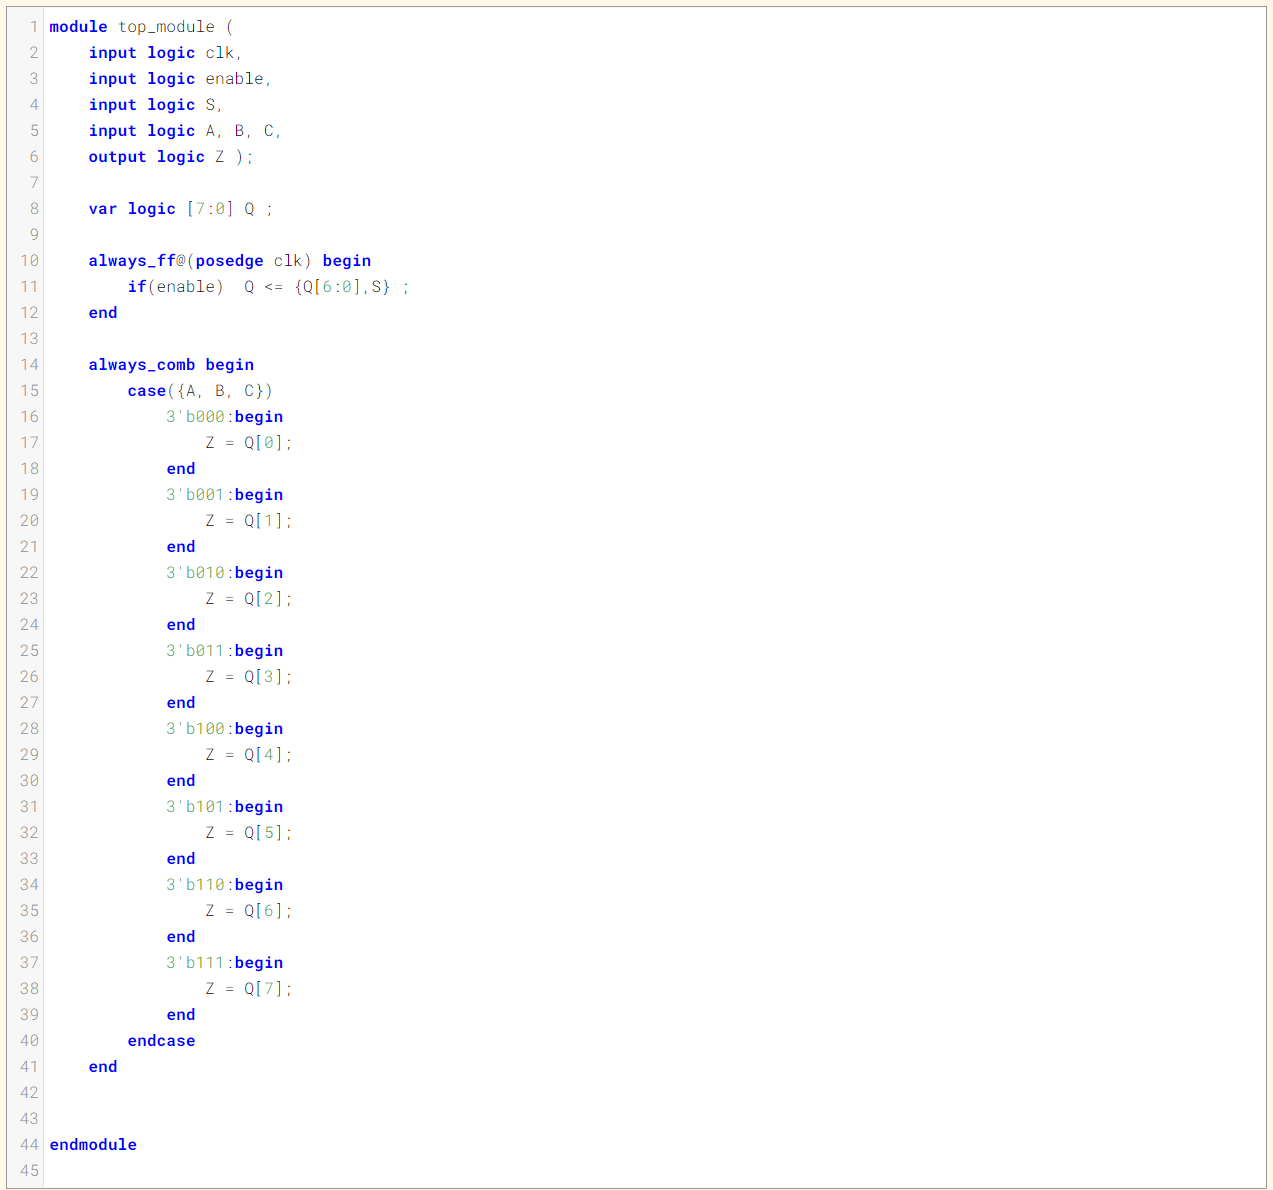 1 module top_module (
2     input logic clk,
3     input logic enable,
4     input logic S,
5     input logic A, B, C,
6     output logic Z );
7
8     var logic [7:0] Q ;
9
10     always_ff@(posedge clk) begin
11         if(enable)  Q <= {Q[6:0],S} ;
12     end
13
14     always_comb begin
15         case({A, B, C})
16             3'b000:begin
17                 Z = Q[0];
18             end
19             3'b001:begin
20                 Z = Q[1];
21             end
22             3'b010:begin
23                 Z = Q[2];
24             end
25             3'b011:begin
26                 Z = Q[3];
27             end
28             3'b100:begin
29                 Z = Q[4];
30             end
31             3'b101:begin
32                 Z = Q[5];
33             end
34             3'b110:begin
35                 Z = Q[6];
36             end
37             3'b111:begin
38                 Z = Q[7];
39             end
40         endcase
41     end
42
43
44 endmodule
45